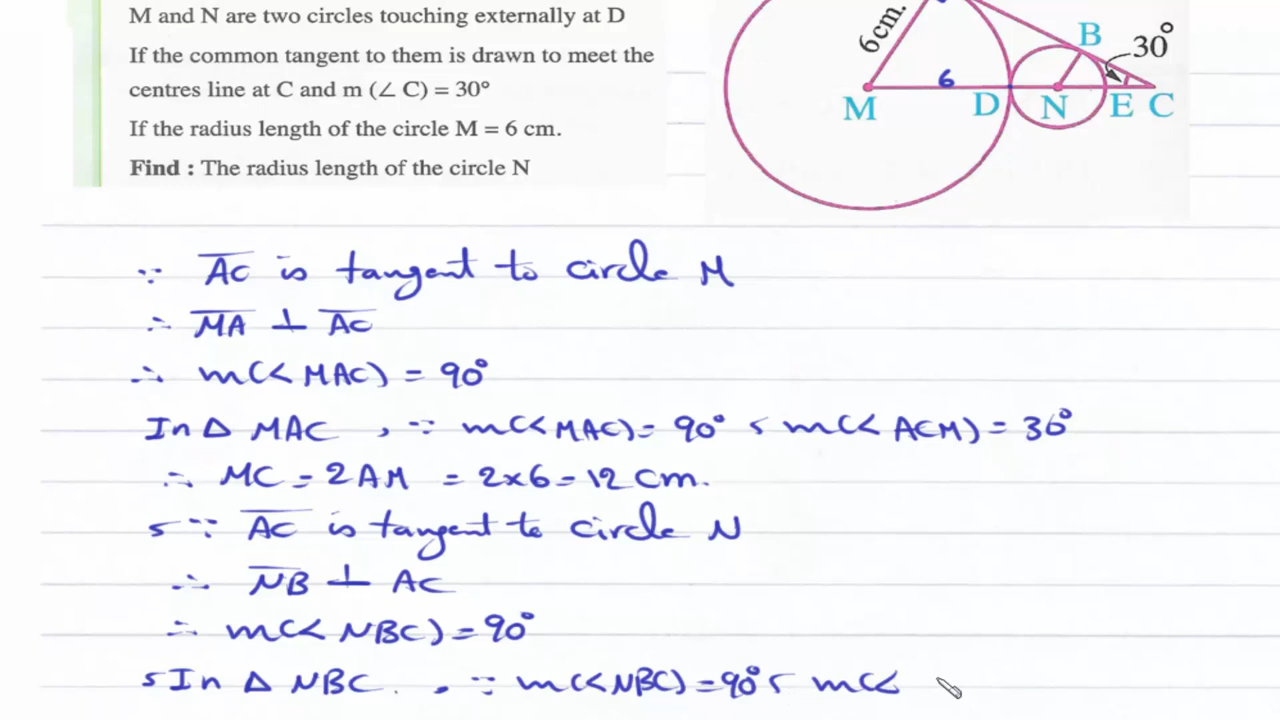 M and N are two circles touching externally at D
If the common tangent to them is drawn to meet the
centres line at C and m (∠ C) = 30°
If the radius length of the circle M = 6 cm.
Find : The radius length of the circle N
6cm.
B
30°
6
M
D
N
E
C
∵ AC is tangent to circle M
∴ MA ⊥ AC
∴ m(< MAC) = 90°
In Δ MAC , ∵ m(< MAC) = 90° , m(< ACM) = 30°
∴ MC = 2AM = 2×6 = 12 cm.
, ∵ AC is tangent to circle N
∴ NB ⊥ AC
∴ m(< NBC) = 90°
, In Δ NBC , ∵ m(< NBC) = 90° , m(<